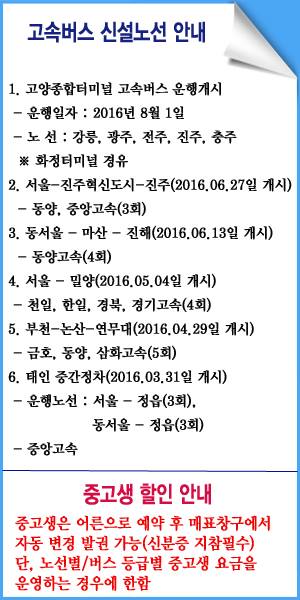 고속버스 신설노선 안내
1. 고양종합터미널 고속버스 운행개시
- 운행일자 : 2016년 8월 1일
- 노 선 : 강릉, 광주, 전주, 진주, 충주
※ 화정터미널 경유
2. 서울-진주혁신도시-진주(2016.06.27일 개시)
- 동양, 중앙고속(3회)
3. 동서울 - 마산 - 진해(2016.06.13일 개시)
- 동양고속(4회)
4. 서울 - 밀양(2016.05.04일 개시)
- 천일, 한일, 경북, 경기고속(4회)
5. 부천-논산-연무대(2016.04.29일 개시)
- 금호, 동양, 삼화고속(5회)
6. 태인 중간정차(2016.03.31일 개시)
- 운행노선 : 서울 - 정읍(3회),
동서울 - 정읍(3회)
- 중앙고속
중고생 할인 안내
중고생은 어른으로 예약 후 매표창구에서
자동 변경 발권 가능(신분증 지참필수)
단, 노선별/버스 등급별 중고생 요금을
운영하는 경우에 한함